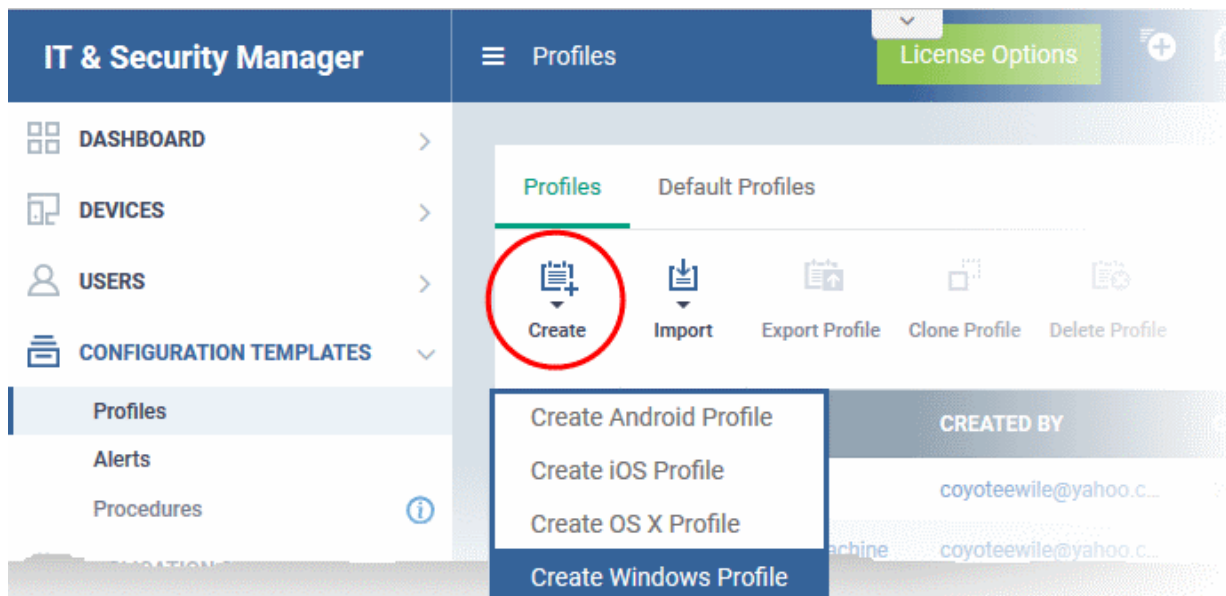 IT & Security Manager
Profiles
License Options
DASHBOARD
DEVICES
USERS
CONFIGURATION TEMPLATES
Profiles
Alerts
Procedures
Profiles Default Profiles
Create Import Export Profile Clone Profile Delete Profile
Create Android Profile
Create iOS Profile
Create OS X Profile
Create Windows Profile
CREATED BY
coyoteewile@yahoo.c...
coyoteewile@yahoo.c...